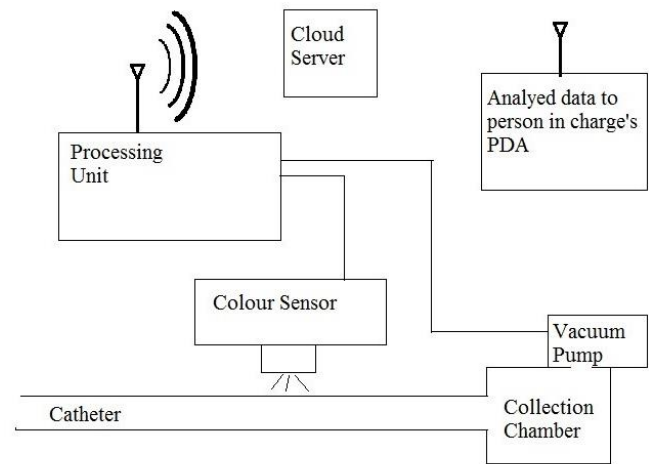 Cloud
Server
Analyed data to
person in charge's
PDA
Processing
Unit
Colour Sensor
Vacuum
Pump
Catheter
Collection
Chamber